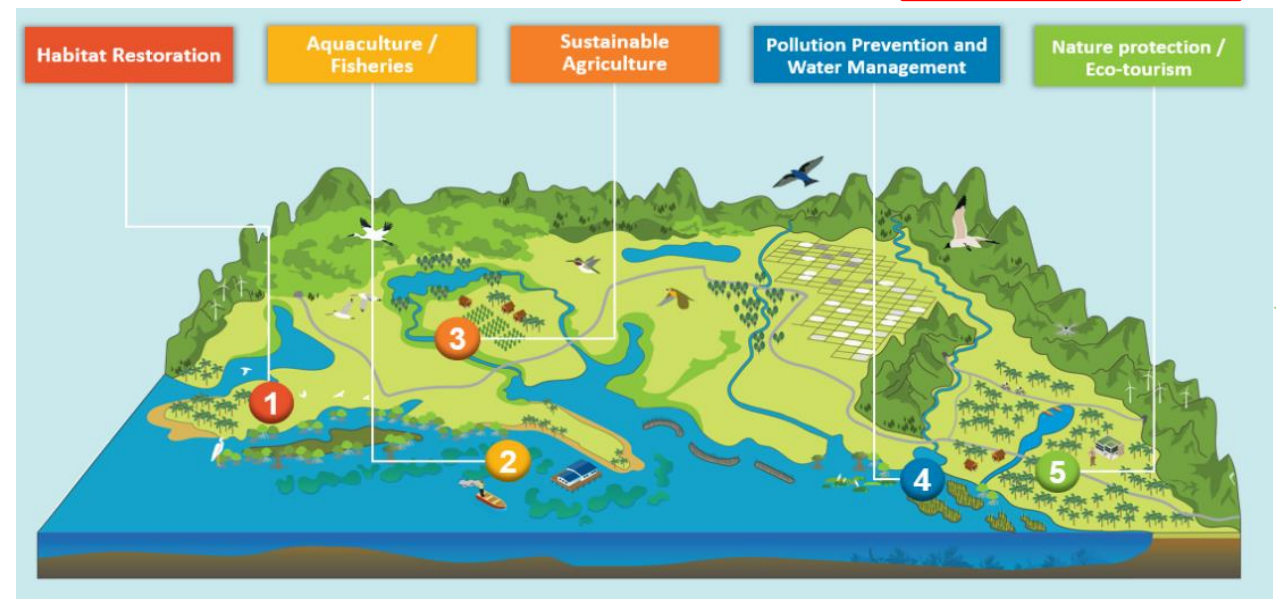 Habitat Restoration
Aquaculture /
Fisheries
Sustainable
Agriculture
Pollution Prevention and
Water Management
Nature protection /
Eco-tourism
3
1
2
4
5